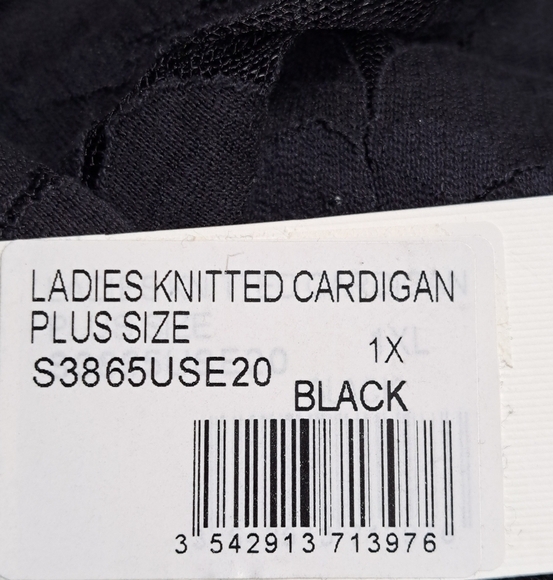 LADIES KNITTED CARDIGAN
PLUS SIZE
1X
S3865USE20
BLACK
3 542913 713976